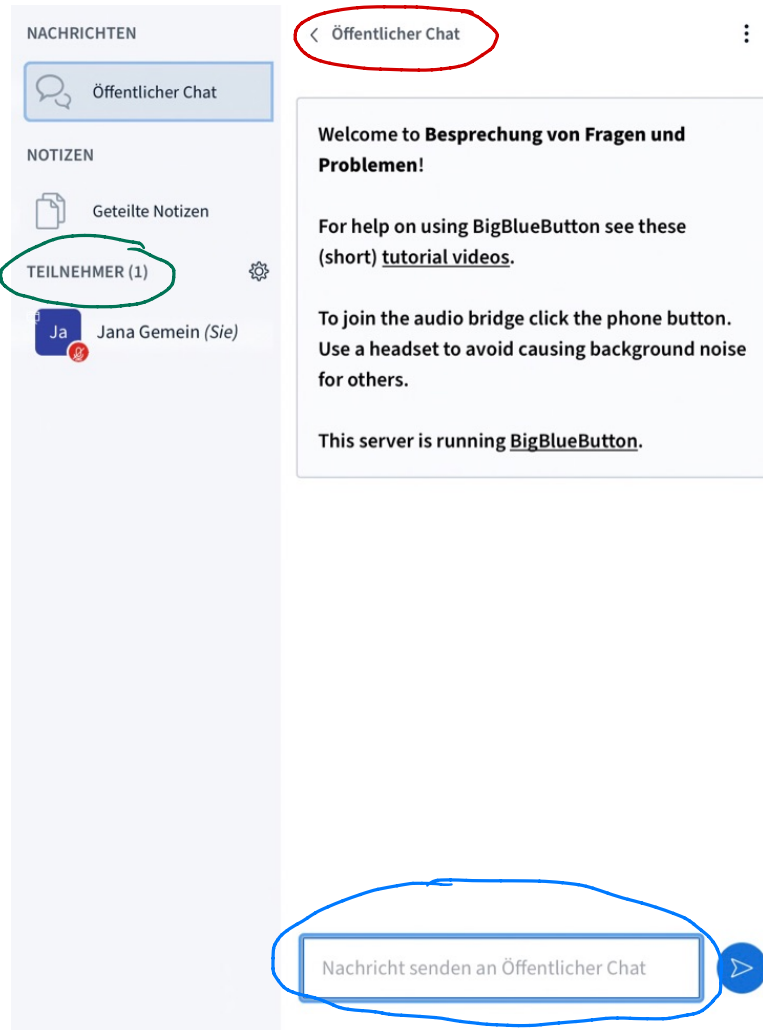 NACHRICHTEN
Öffentlicher Chat
NOTIZEN
Geteilte Notizen
TEILNEHMER (1)
Ja
Jana Gemein (Sie)
Öffentlicher Chat
Welcome to Besprechung von Fragen und
Problemen!
For help on using BigBlueButton see these
(short) tutorial videos.
To join the audio bridge click the phone button.
Use a headset to avoid causing background noise
for others.
This server is running BigBlueButton.
Nachricht senden an Öffentlicher Chat